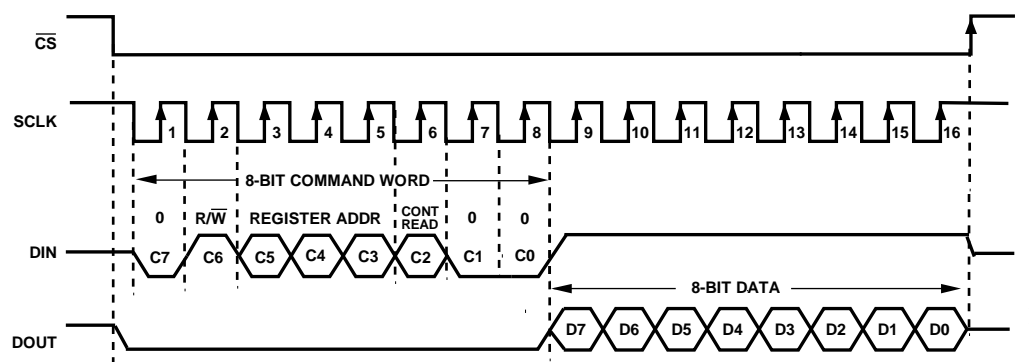 CS
SCLK
1 2 3 4 5 6 7 8 9 10 11 12 13 14 15 16
8-BIT COMMAND WORD
0 R/W REGISTER ADDR CONT READ 0 0
DIN
C7 C6 C5 C4 C3 C2 C1 C0
8-BIT DATA
DOUT
D7 D6 D5 D4 D3 D2 D1 D0